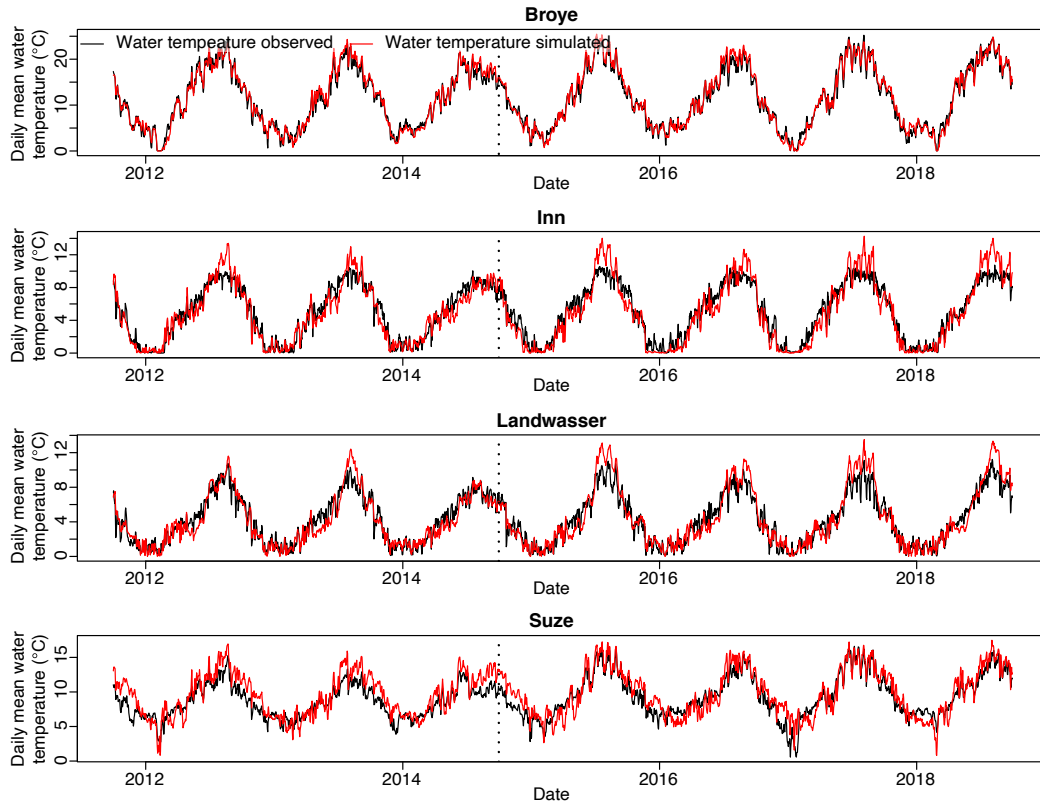 Broye
Water tempeature observed
Water temperature simulated
Daily mean water
temperature (°C)
0
10
20
2012
2014
2016
2018
Date
Inn
Daily mean water
temperature (°C)
0
4
8
12
2012
2014
2016
2018
Date
Landwasser
Daily mean water
temperature (°C)
0
4
8
12
2012
2014
2016
2018
Date
Suze
Daily mean water
temperature (°C)
0
5
10
15
2012
2014
2016
2018
Date